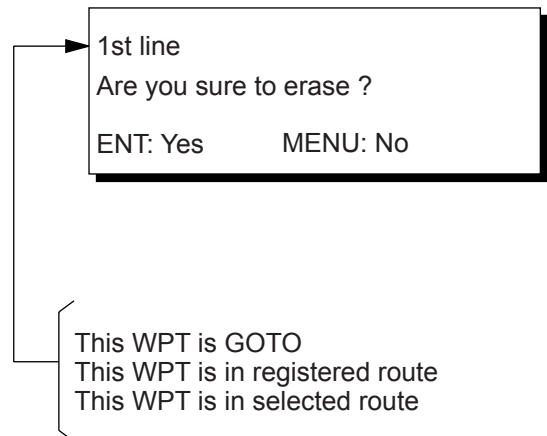 1st line
Are you sure to erase ?
ENT: Yes MENU: No
This WPT is GOTO
This WPT is in registered route
This WPT is in selected route